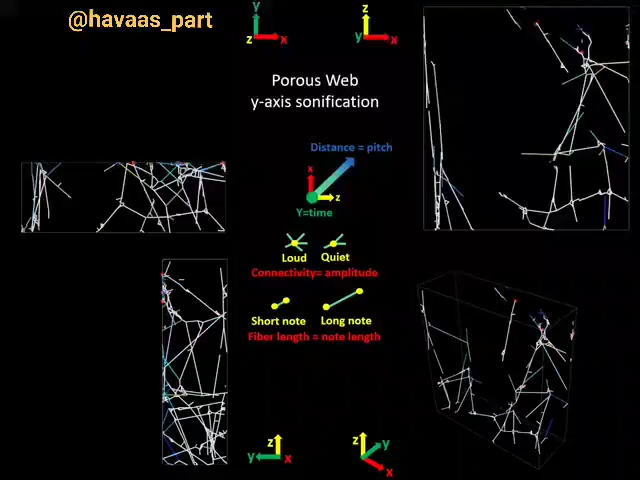 @havaas_part
y
z x
z
y x
Porous Web
y-axis sonification
Distance = pitch
x
z
Y=time
Loud Quiet
Connectivity= amplitude
Short note Long note
Fiber length = note length
z
y x
z y
x